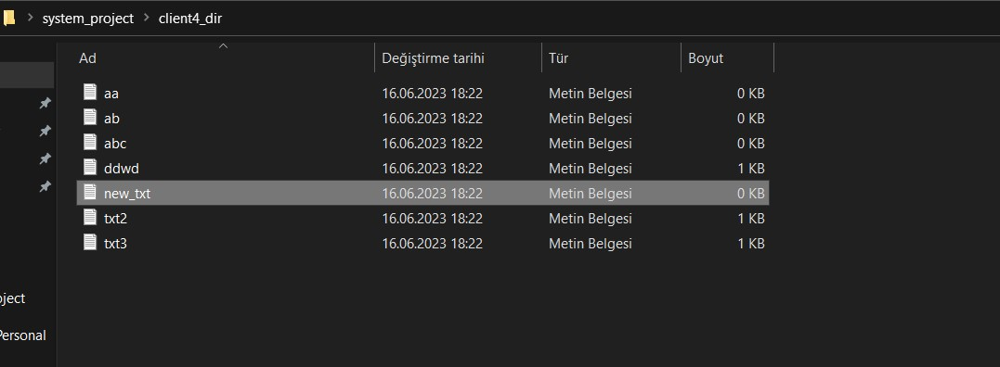 system_project > client4_dir
Ad Değiştirme tarihi Tür Boyut
aa 16.06.2023 18:22 Metin Belgesi 0 KB
ab 16.06.2023 18:22 Metin Belgesi 0 KB
abc 16.06.2023 18:22 Metin Belgesi 0 KB
ddwd 16.06.2023 18:22 Metin Belgesi 1 KB
new_txt 16.06.2023 18:22 Metin Belgesi 0 KB
txt2 16.06.2023 18:22 Metin Belgesi 1 KB
txt3 16.06.2023 18:22 Metin Belgesi 1 KB
oject
Personal